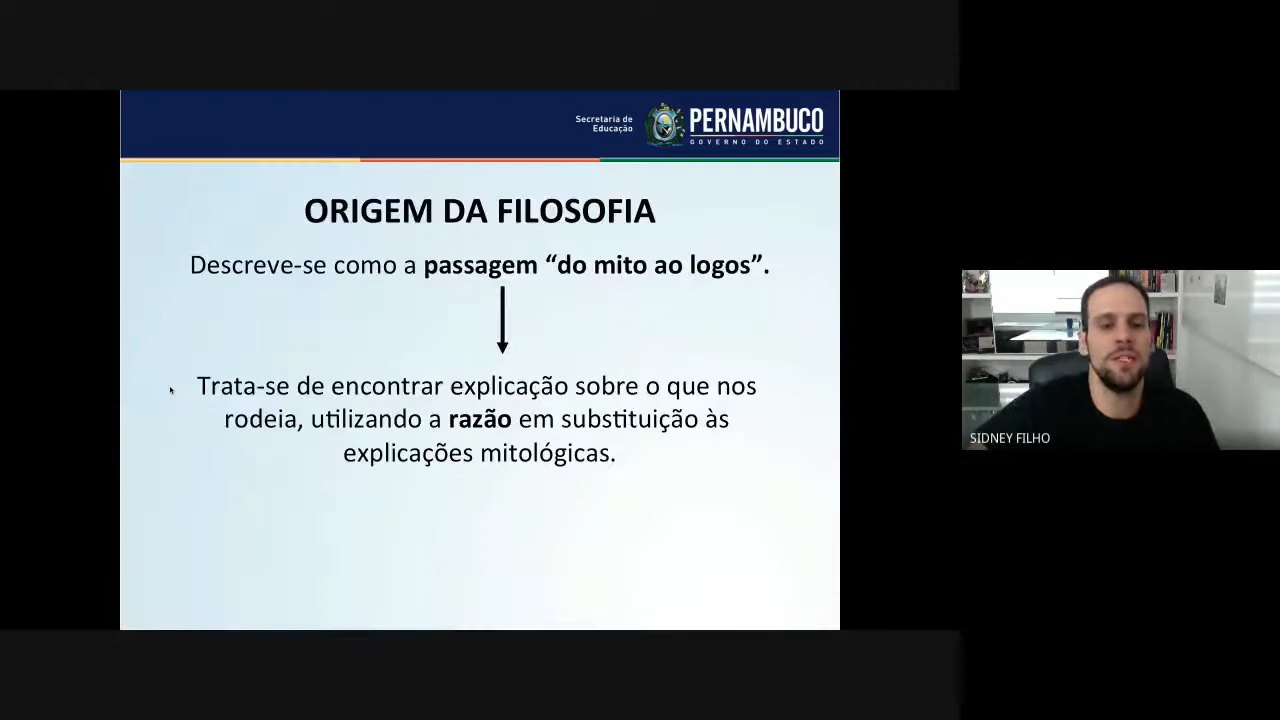 Secretaria de
Educação
PERNAMBUCO
GOVERNO DO ESTADO
ORIGEM DA FILOSOFIA
Descreve-se como a passagem “do mito ao logos”.
Trata-se de encontrar explicação sobre o que nos
rodeia, utilizando a razão em substituição às
explicações mitológicas.
SIDNEY FILHO